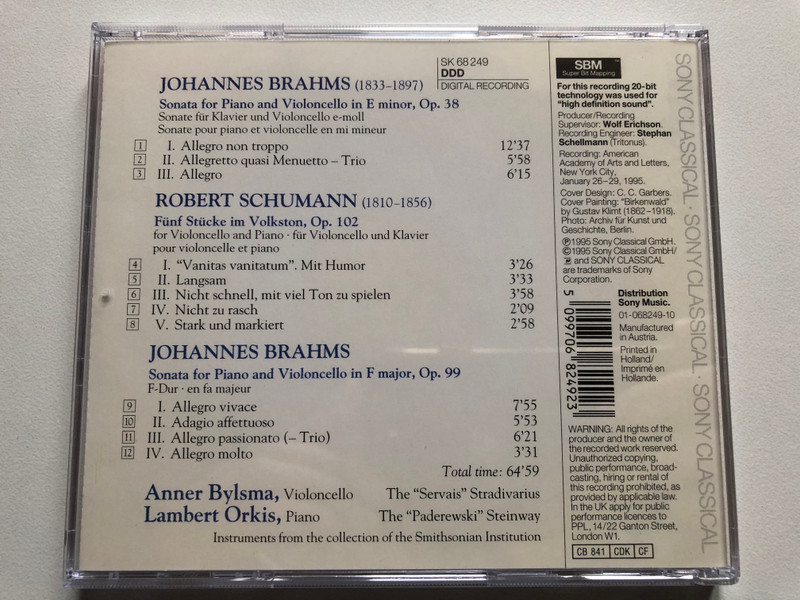 JOHANNES BRAHMS (1833-1897)
Sonata for Piano and Violoncello in E minor, Op. 38
Sonate für Klavier und Violoncello e-moll
Sonate pour piano et violoncelle en mi mineur
1 I. Allegro non troppo 12'37
2 II. Allegretto quasi Menuetto – Trio 5'58
3 III. Allegro 6'15
ROBERT SCHUMANN (1810-1856)
Fünf Stücke im Volkston, Op. 102
for Violoncello and Piano · für Violoncello und Klavier
pour violoncelle et piano
4 I. “Vanitas vanitatum”. Mit Humor 3'26
5 II. Langsam 3'33
6 III. Nicht schnell, mit viel Ton zu spielen 3'58
7 IV. Nicht zu rasch 2'09
8 V. Stark und markiert 2'58
JOHANNES BRAHMS
Sonata for Piano and Violoncello in F major, Op. 99
F-Dur · en fa majeur
9 I. Allegro vivace 7'55
10 II. Adagio affettuoso 5'53
11 III. Allegro passionato (– Trio) 6'21
12 IV. Allegro molto 3'31
Total time: 64'59
Anner Bylsma, Violoncello The “Servais” Stradivarius
Lambert Orkis, Piano The “Paderewski” Steinway
Instruments from the collection of the Smithsonian Institution
SK 68 249
DDD
DIGITAL RECORDING
SBM
Super Bit Mapping
For this recording 20-bit
technology was used for
“high definition sound”.
Producer/Recording
Supervisor: Wolf Erichson.
Recording Engineer: Stephan
Schellmann (Tritonus).
Recording: American
Academy of Arts and Letters,
New York City,
January 26–29, 1995.
Cover Design: C. C. Garbers.
Cover Painting: “Birkenwald”
by Gustav Klimt (1862–1918).
Photo: Archiv für Kunst und
Geschichte, Berlin.
℗1995 Sony Classical GmbH.
©1995 Sony Classical GmbH/
and SONY CLASSICAL
are trademarks of Sony
Corporation.
5 099706 824923
Distribution
Sony Music.
01-068249-10
Manufactured
in Austria.
Printed in
Holland/
Imprimé en
Hollande.
WARNING: All rights of the
producer and the owner of
the recorded work reserved.
Unauthorized copying,
public performance, broad-
casting, hiring or rental of
this recording prohibited, as
provided by applicable law.
In the UK apply for public
performance licences to
PPL, 14/22 Ganton Street,
London W1.
CB 841 CDK CF
SONY CLASSICAL · SONY CLASSICAL · SONY CLASSICAL